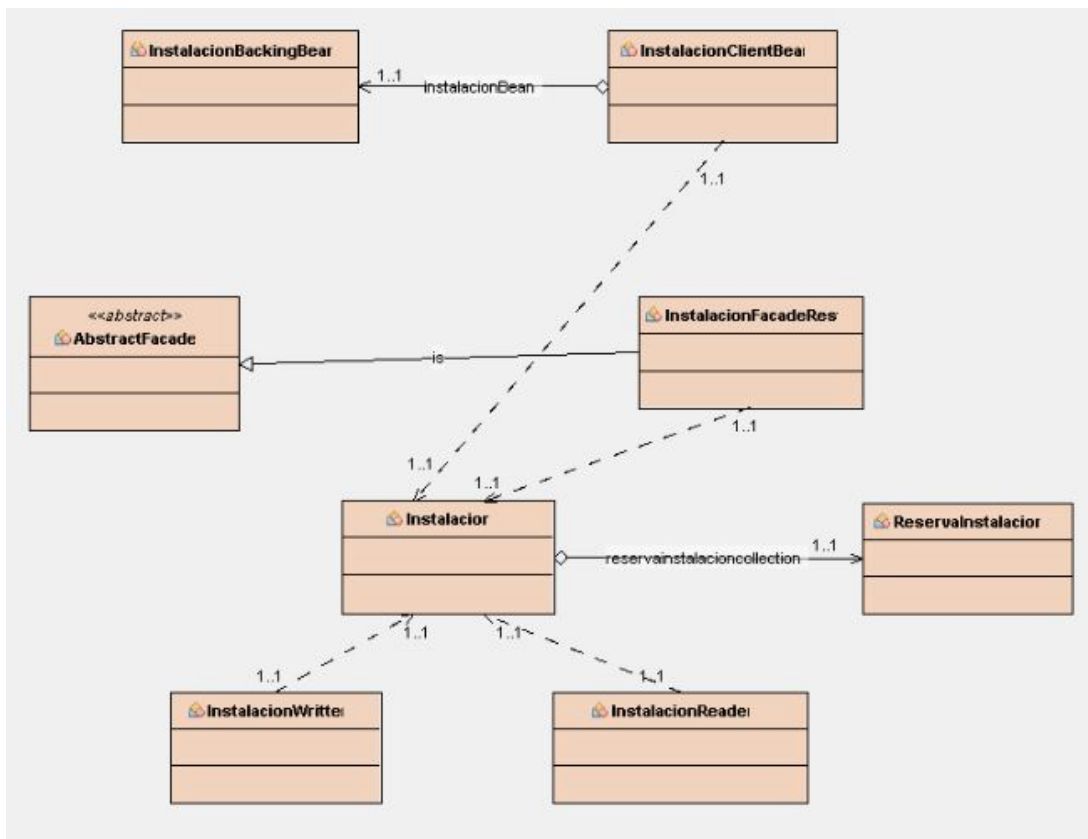 InstalacionBackingBear
InstalacionClientBear
1..1
instalacionBean
1..1
<<abstract>>
AbstractFacade
InstalacionFacadeRes
is
1..1
1..1
1..1
Instalacior
ReservaInstalacior
1..1
reservainstalacioncollection
1..1
1..1
1..1
1..1
InstalacionWritter
InstalacionReader